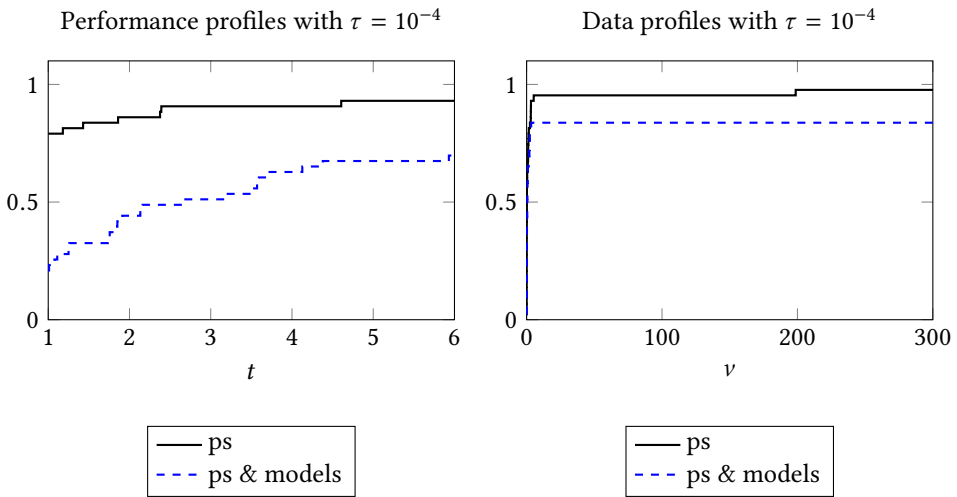 Performance profiles with τ = 10⁻⁴
1
0.5
0
1 2 3 4 5 6
t
ps
ps & models
Data profiles with τ = 10⁻⁴
1
0.5
0
0 100 200 300
ν
ps
ps & models